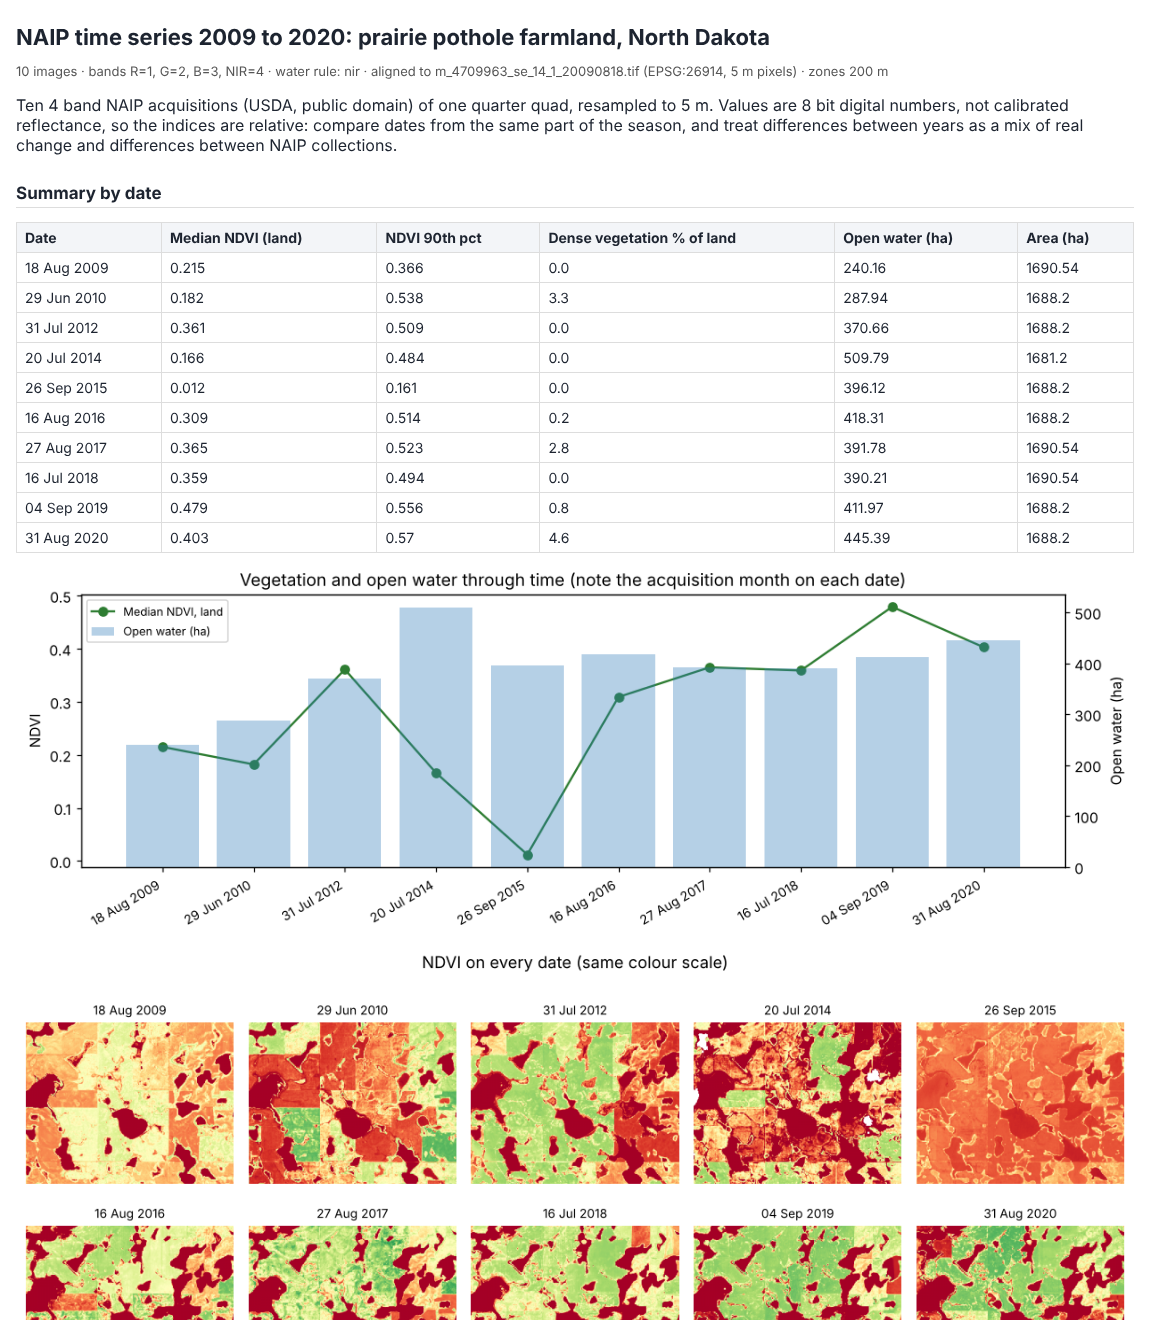 NAIP time series 2009 to 2020: prairie pothole farmland, North Dakota
10 images · bands R=1, G=2, B=3, NIR=4 · water rule: nir · aligned to m_4709963_se_14_1_20090818.tif (EPSG:26914, 5 m pixels) · zones 200 m
Ten 4 band NAIP acquisitions (USDA, public domain) of one quarter quad, resampled to 5 m. Values are 8 bit digital numbers, not calibrated
reflectance, so the indices are relative: compare dates from the same part of the season, and treat differences between years as a mix of real
change and differences between NAIP collections.
Summary by date
Date Median NDVI (land) NDVI 90th pct Dense vegetation % of land Open water (ha) Area (ha)
18 Aug 2009 0.215 0.366 0.0 240.16 1690.54
29 Jun 2010 0.182 0.538 3.3 287.94 1688.2
31 Jul 2012 0.361 0.509 0.0 370.66 1688.2
20 Jul 2014 0.166 0.484 0.0 509.79 1681.2
26 Sep 2015 0.012 0.161 0.0 396.12 1688.2
16 Aug 2016 0.309 0.514 0.2 418.31 1688.2
27 Aug 2017 0.365 0.523 2.8 391.78 1690.54
16 Jul 2018 0.359 0.494 0.0 390.21 1690.54
04 Sep 2019 0.479 0.556 0.8 411.97 1688.2
31 Aug 2020 0.403 0.57 4.6 445.39 1688.2
Vegetation and open water through time (note the acquisition month on each date)
Median NDVI, land
Open water (ha)
NDVI
0.5
0.4
0.3
0.2
0.1
0.0
500
400
300
200
100
0
Open water (ha)
18 Aug 2009 29 Jun 2010 31 Jul 2012 20 Jul 2014 26 Sep 2015 16 Aug 2016 27 Aug 2017 16 Jul 2018 04 Sep 2019 31 Aug 2020
NDVI on every date (same colour scale)
18 Aug 2009 29 Jun 2010 31 Jul 2012 20 Jul 2014 26 Sep 2015
16 Aug 2016 27 Aug 2017 16 Jul 2018 04 Sep 2019 31 Aug 2020